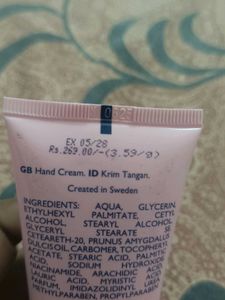 EX 05/28
Rs.269.00/-(3.59/g)
GB Hand Cream. ID Krim Tangan.
Created in Sweden
INGREDIENTS: AQUA, GLYCERIN,
ETHYLHEXYL PALMITATE, CETYL
ALCOHOL, STEARYL ALCOHOL,
GLYCERYL STEARATE SE,
CETEARETH-20, PRUNUS AMYGDALUS
DULCIS OIL, CARBOMER, TOCOPHERYL
ACETATE, STEARIC ACID, PALMITIC
ACID, SODIUM HYDROXIDE,
NIACINAMIDE, ARACHIDIC ACID,
LAURIC ACID, MYRISTIC ACID,
PARFUM, IMIDAZOLIDINYL UREA,
METHYLPARABEN, PROPYLPARABEN